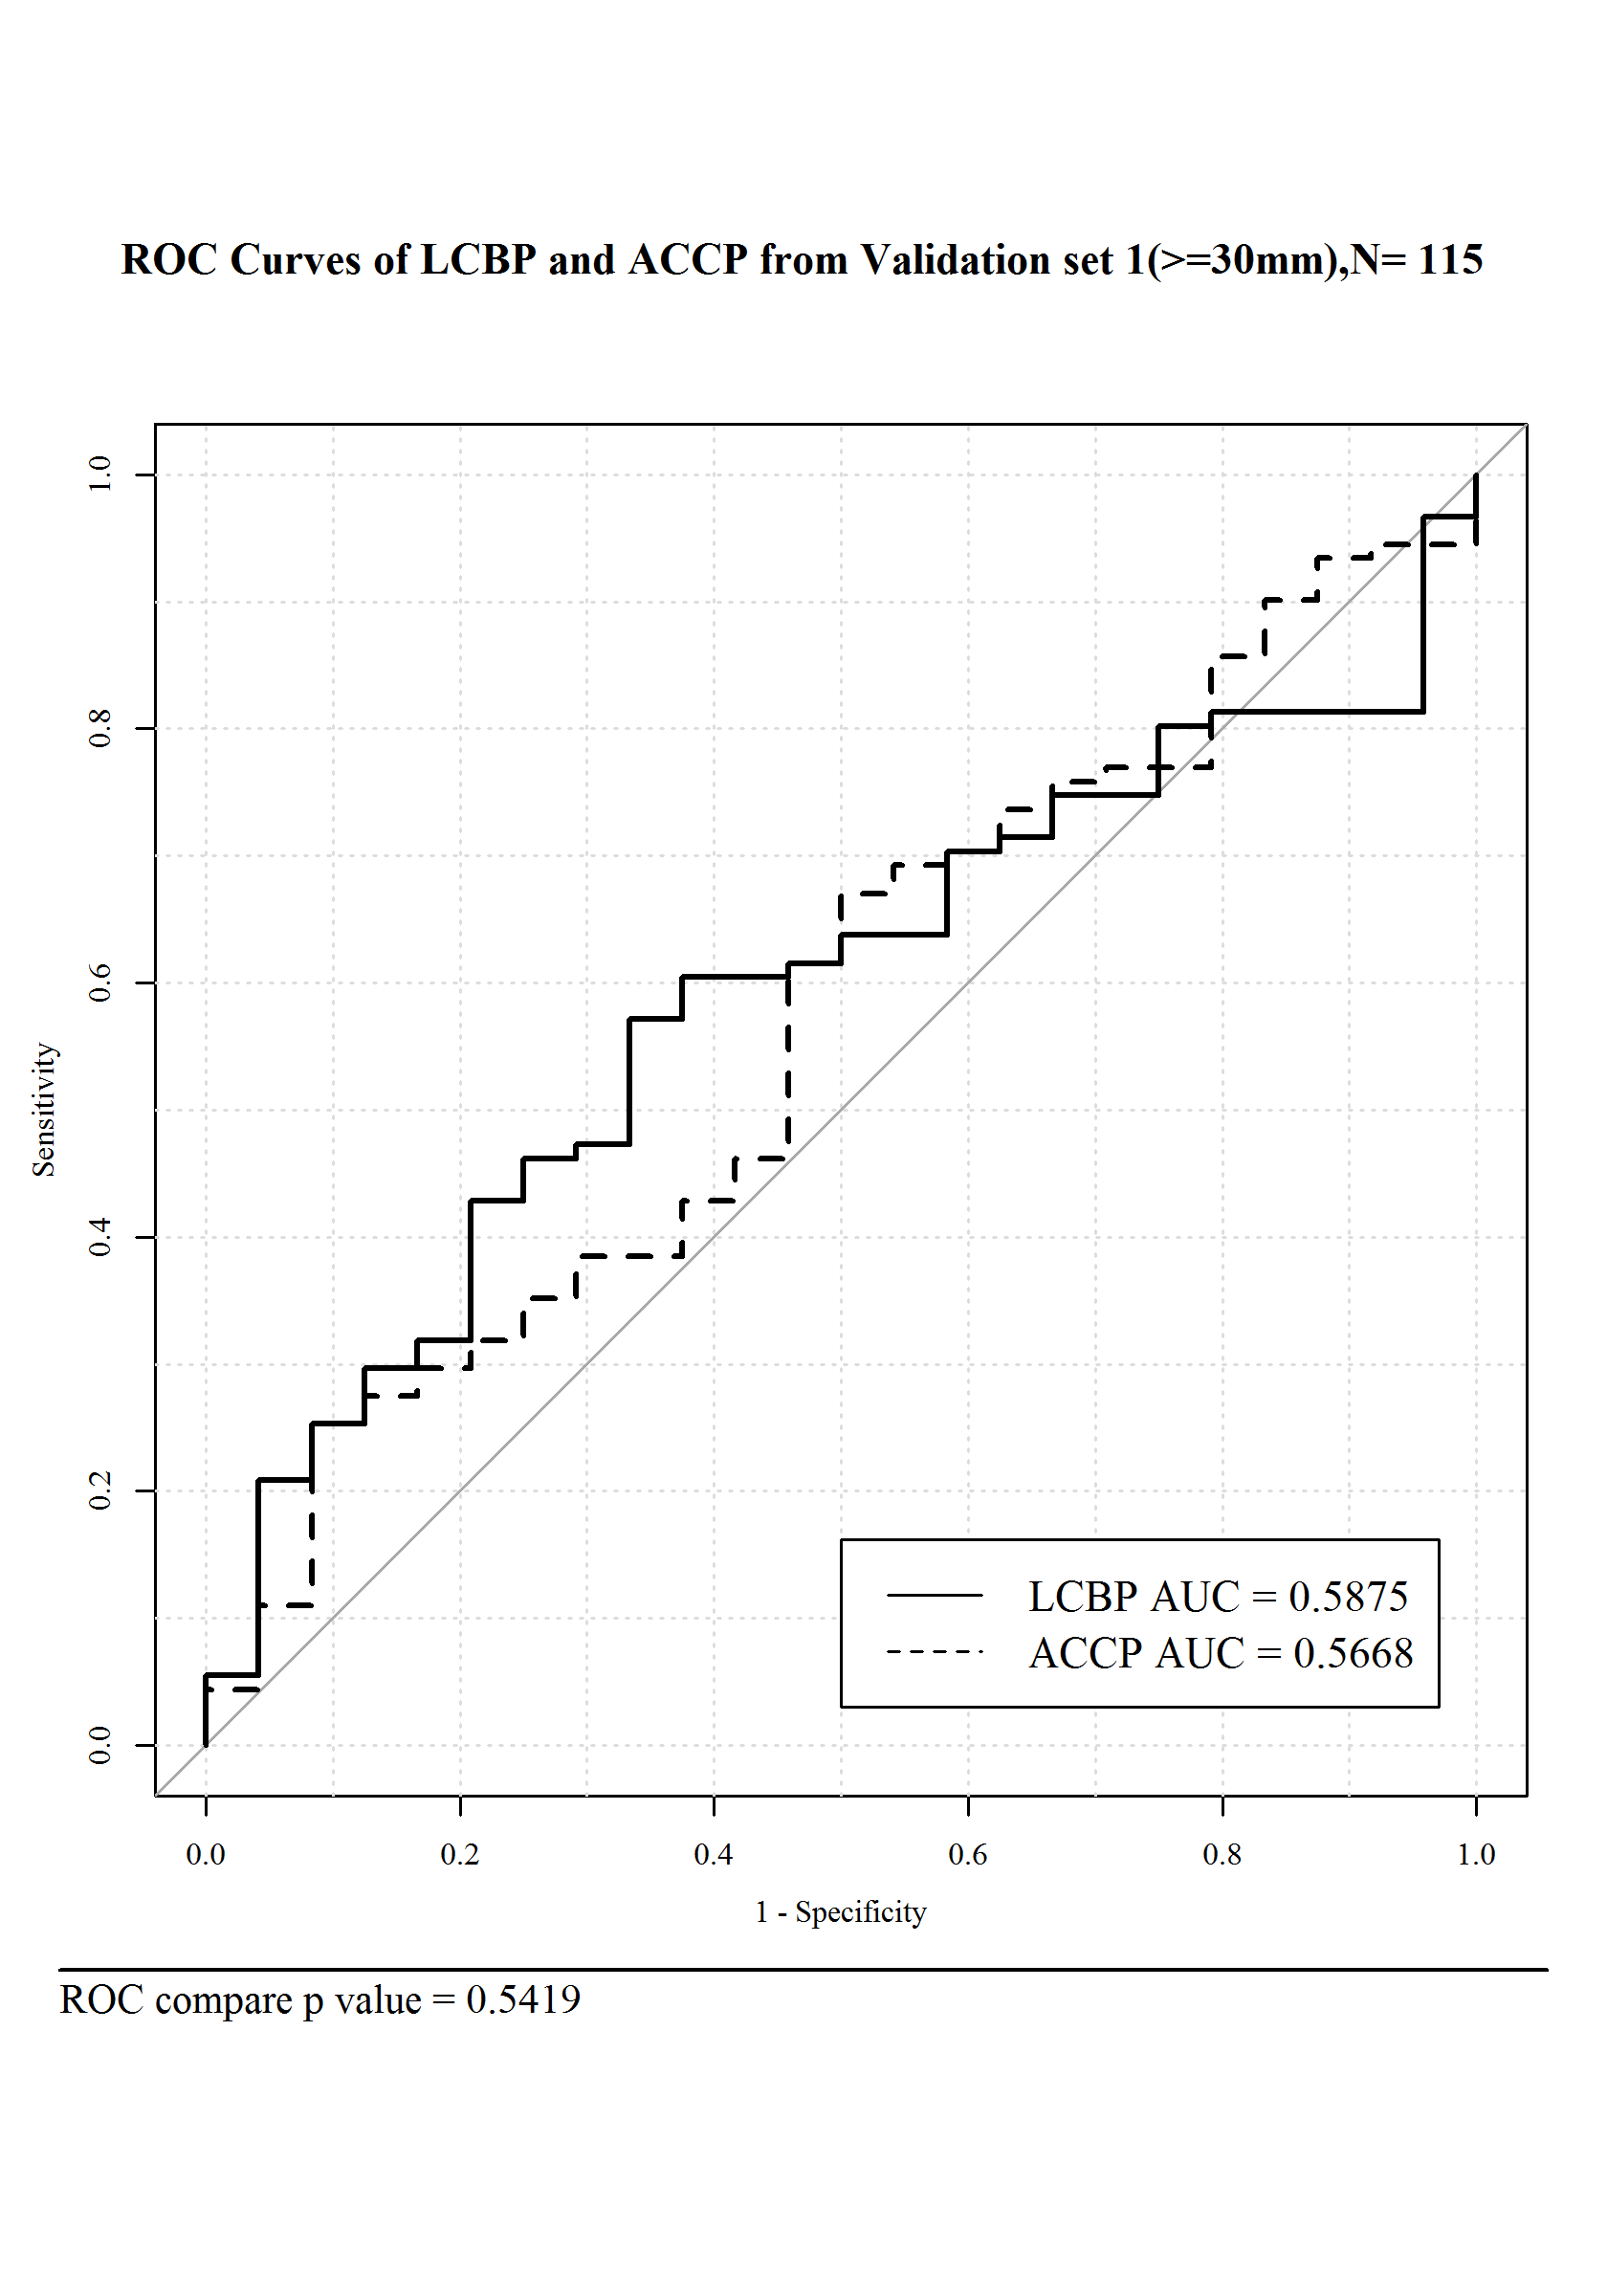 ROC Curves of LCBP and ACCP from Validation set 1(>=30mm),N= 115
1.0
0.8
0.6
0.4
0.2
0.0
Sensitivity
LCBP AUC = 0.5875
ACCP AUC = 0.5668
0.0 0.2 0.4 0.6 0.8 1.0
1 - Specificity
ROC compare p value = 0.5419